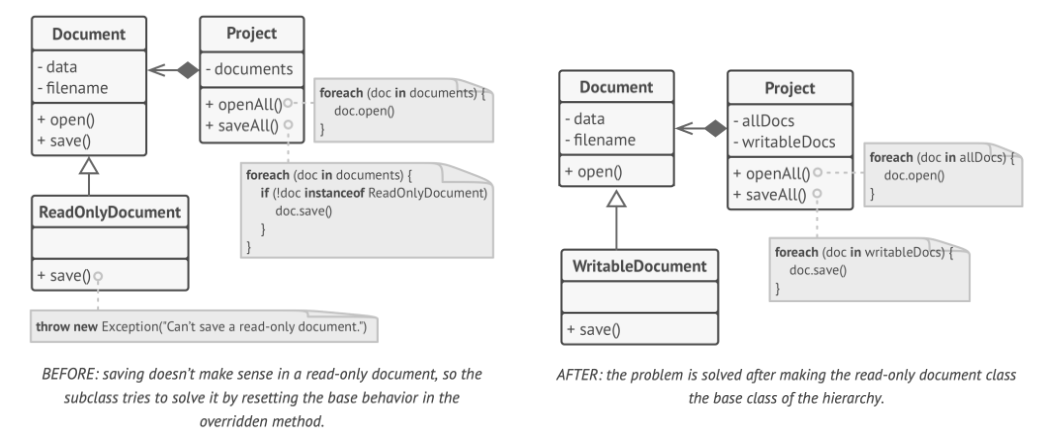 Document
- data
- filename
+ open()
+ save()
Project
- documents
+ openAll()
+ saveAll()
foreach (doc in documents) {
doc.open()
}
foreach (doc in documents) {
if (!doc instanceof ReadOnlyDocument)
doc.save()
}
}
ReadOnlyDocument
+ save()
throw new Exception("Can't save a read-only document.")
BEFORE: saving doesn't make sense in a read-only document, so the
subclass tries to solve it by resetting the base behavior in the
overridden method.
Document
- data
- filename
+ open()
Project
- allDocs
- writableDocs
+ openAll()
+ saveAll()
foreach (doc in allDocs) {
doc.open()
}
foreach (doc in writableDocs) {
doc.save()
}
WritableDocument
+ save()
AFTER: the problem is solved after making the read-only document class
the base class of the hierarchy.